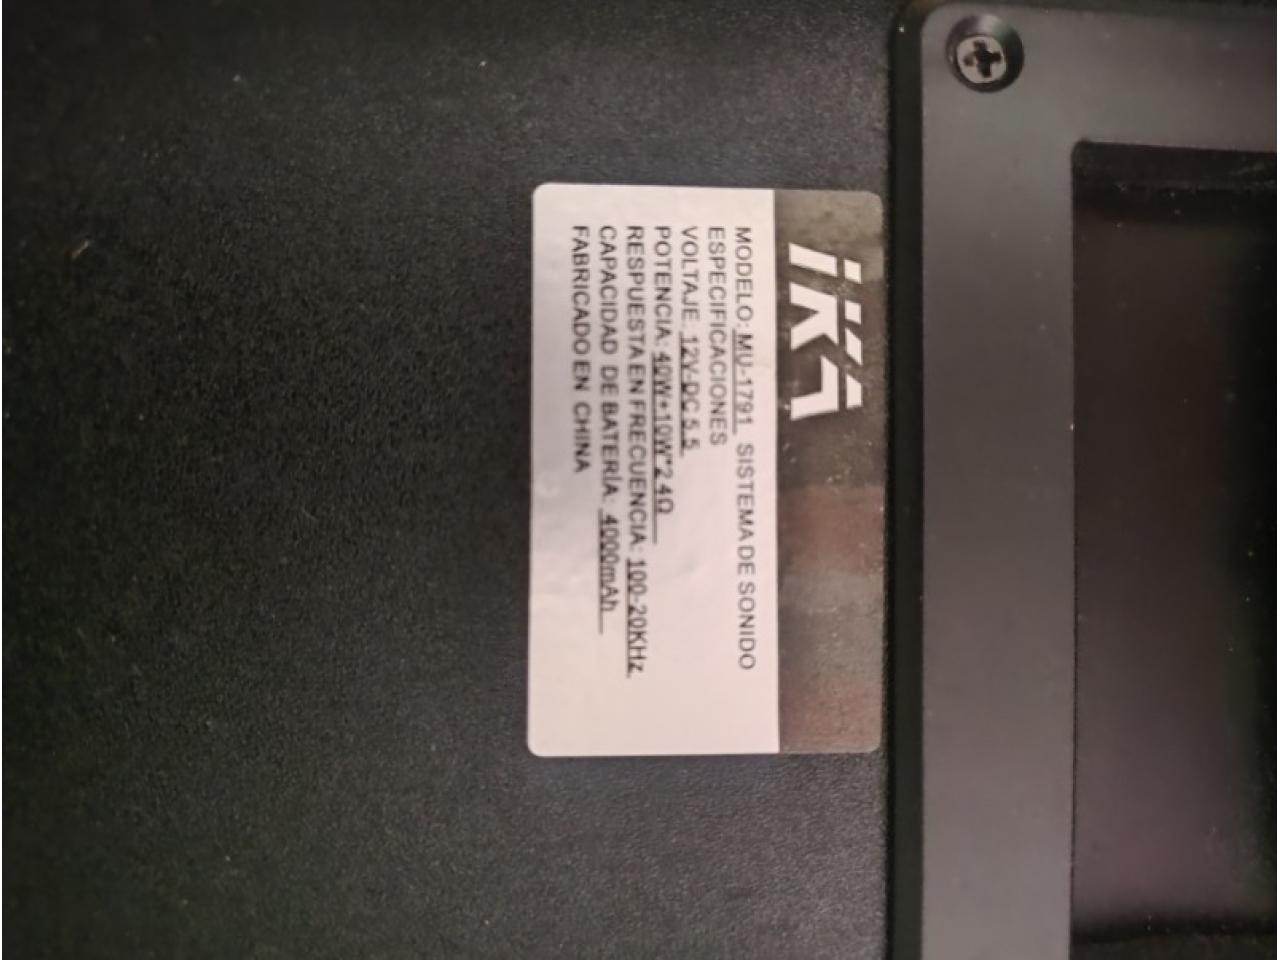 iKA
MODELO: MU-1791 SISTEMA DE SONIDO
ESPECIFICACIONES
VOLTAJE: 12V-DC 5.5
POTENCIA: 40W+10W*2 4Ω
RESPUESTA EN FRECUENCIA: 100-20KHz
CAPACIDAD DE BATERÍA: 4000mAh
FABRICADO EN CHINA